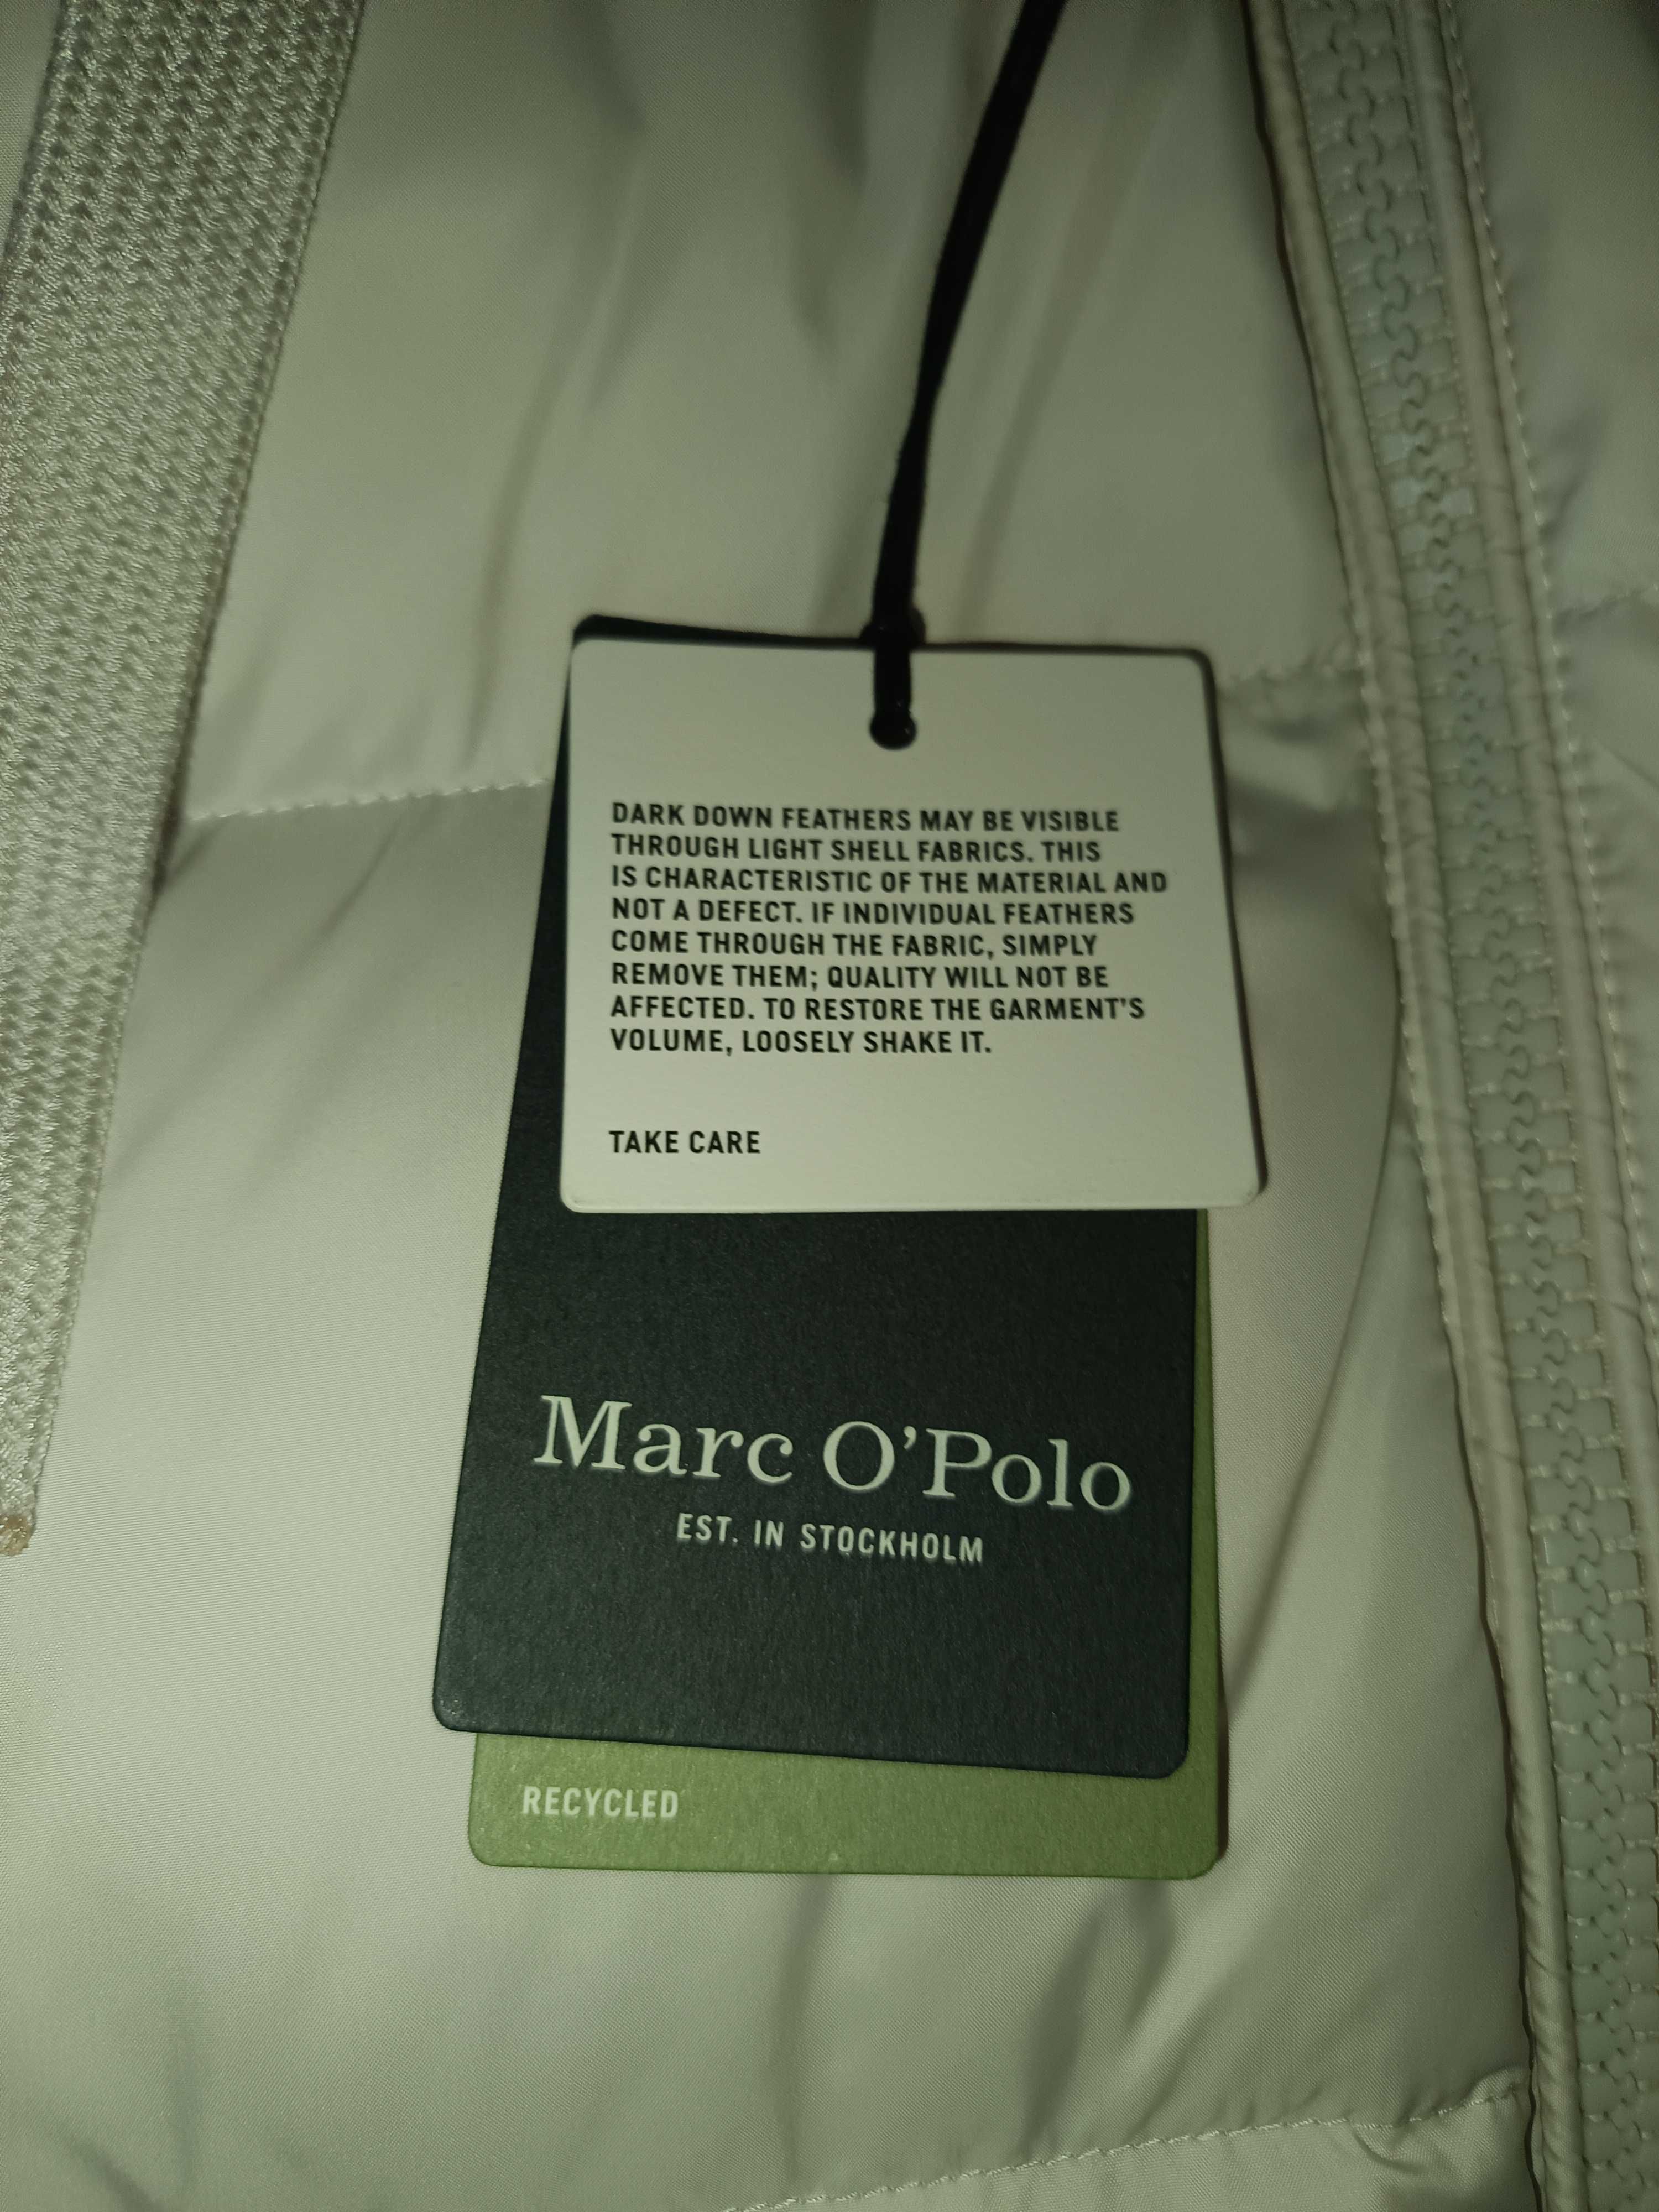 DARK DOWN FEATHERS MAY BE VISIBLE
THROUGH LIGHT SHELL FABRICS. THIS
IS CHARACTERISTIC OF THE MATERIAL AND
NOT A DEFECT. IF INDIVIDUAL FEATHERS
COME THROUGH THE FABRIC, SIMPLY
REMOVE THEM; QUALITY WILL NOT BE
AFFECTED. TO RESTORE THE GARMENT'S
VOLUME, LOOSELY SHAKE IT.
TAKE CARE
Marc O'Polo
EST. IN STOCKHOLM
RECYCLED